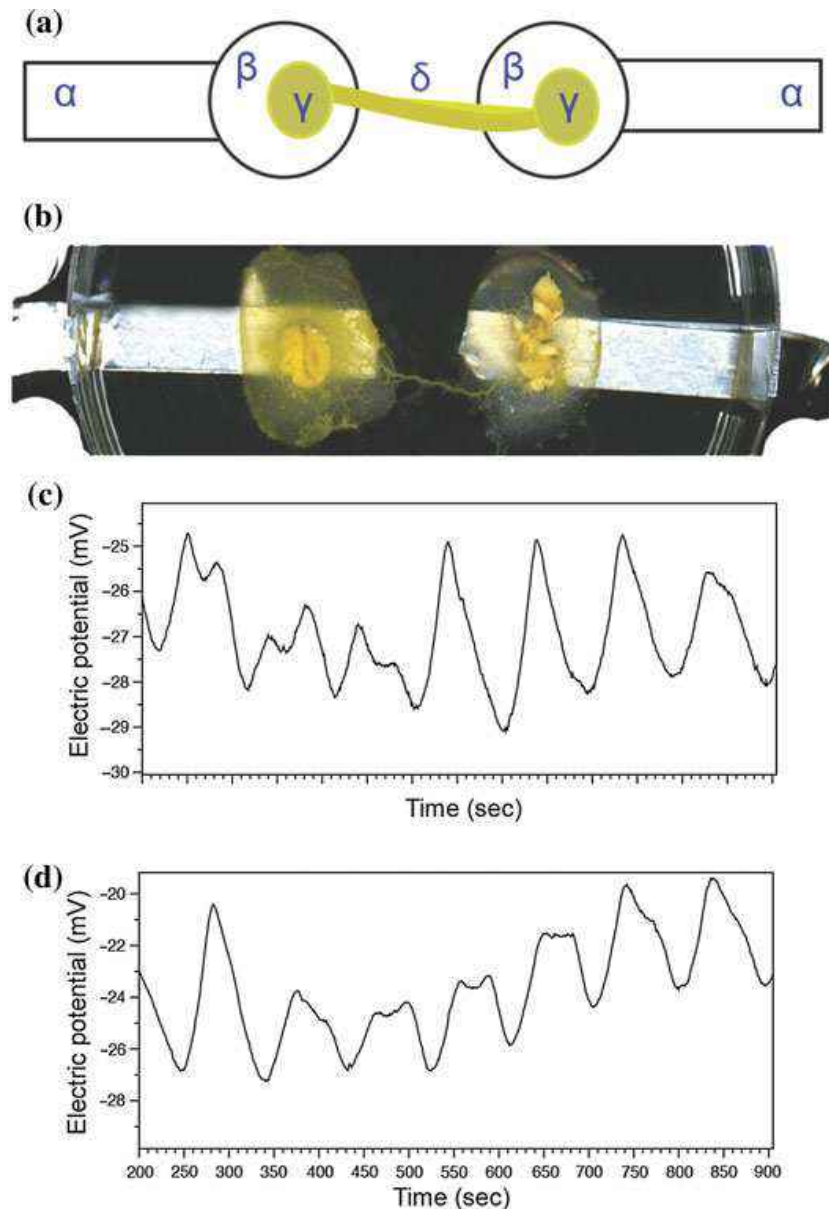 (a)
α β γ δ β γ α
(b)
(c)
Electric potential (mV)
−25
−26
−27
−28
−29
−30
Time (sec)
(d)
Electric potential (mV)
−20
−22
−24
−26
−28
200 250 300 350 400 450 500 550 600 650 700 750 800 850 900
Time (sec)